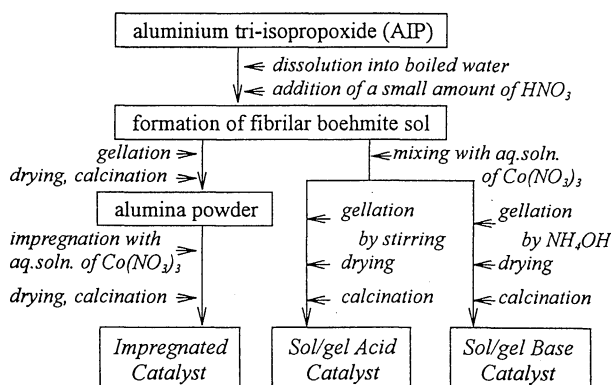 aluminium tri-isopropoxide (AIP)
dissolution into boiled water
addition of a small amount of HNO3
formation of fibrilar boehmite sol
gellation
drying, calcination
alumina powder
impregnation with
aq.soln. of Co(NO3)3
drying, calcination
Impregnated
Catalyst
mixing with aq.soln.
of Co(NO3)3
gellation
by stirring
drying
calcination
Sol/gel Acid
Catalyst
gellation
by NH4OH
drying
calcination
Sol/gel Base
Catalyst